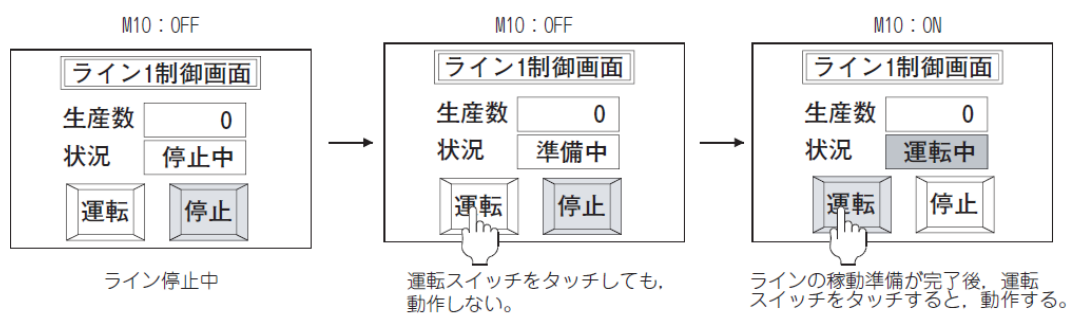 M10：OFF
ライン1制御画面
生産数 0
状況 停止中
運転 停止
ライン停止中
M10：OFF
ライン1制御画面
生産数 0
状況 準備中
運転 停止
運転スイッチをタッチしても，
動作しない。
M10：ON
ライン1制御画面
生産数 0
状況 運転中
運転 停止
ラインの稼動準備が完了後，運転
スイッチをタッチすると，動作する。